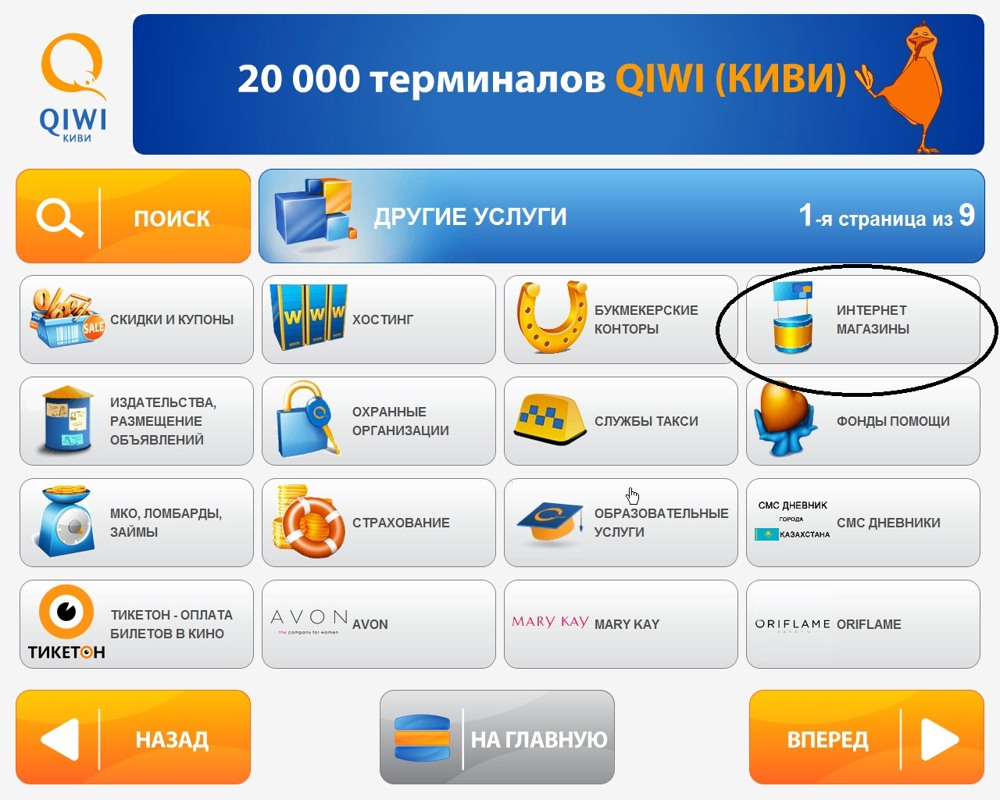 20 000 терминалов QIWI (КИВИ)
QIWI
КИВИ
ПОИСК
ДРУГИЕ УСЛУГИ
1-я страница из 9
SALE
СКИДКИ И КУПОНЫ
W W W
ХОСТИНГ
БУКМЕКЕРСКИЕ
КОНТОРЫ
ИНТЕРНЕТ
МАГАЗИНЫ
ИЗДАТЕЛЬСТВА,
РАЗМЕЩЕНИЕ
ОБЪЯВЛЕНИЙ
ОХРАННЫЕ
ОРГАНИЗАЦИИ
СЛУЖБЫ ТАКСИ
ФОНДЫ ПОМОЩИ
МКО, ЛОМБАРДЫ,
ЗАЙМЫ
СТРАХОВАНИЕ
ОБРАЗОВАТЕЛЬНЫЕ
УСЛУГИ
СМС ДНЕВНИК
ГОРОДА
КАЗАХСТАНА
СМС ДНЕВНИКИ
ТИКЕТОН
ТИКЕТОН - ОПЛАТА
БИЛЕТОВ В КИНО
AVON
the company for women
AVON
MARY KAY
MARY KAY
ORIFLAME
SWEDEN
ORIFLAME
НАЗАД
НА ГЛАВНУЮ
ВПЕРЕД